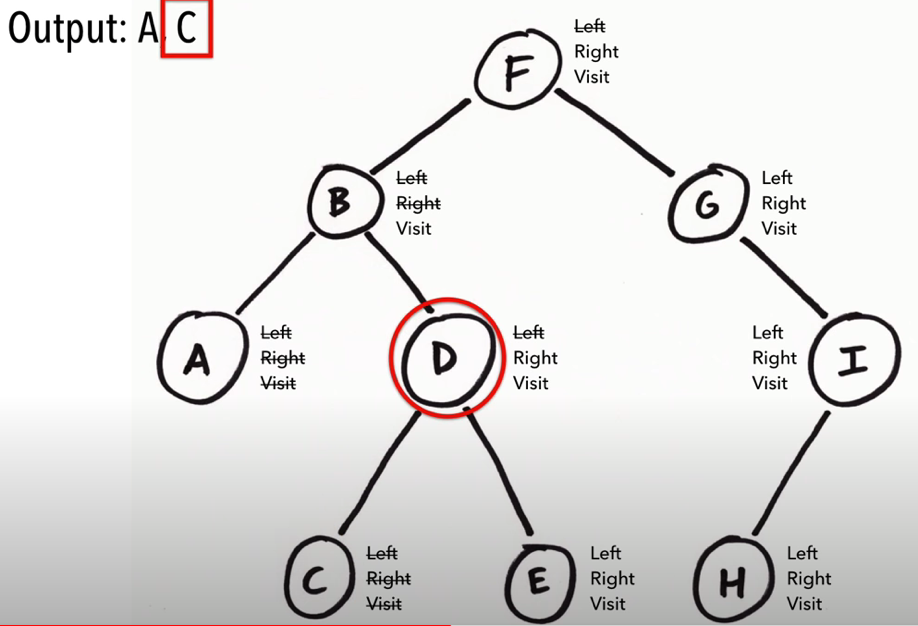 Output: A, C
F
Left
Right
Visit
B
Left
Right
Visit
G
Left
Right
Visit
A
Left
Right
Visit
D
Left
Right
Visit
Left
Right
Visit
I
C
Left
Right
Visit
E
Left
Right
Visit
H
Left
Right
Visit